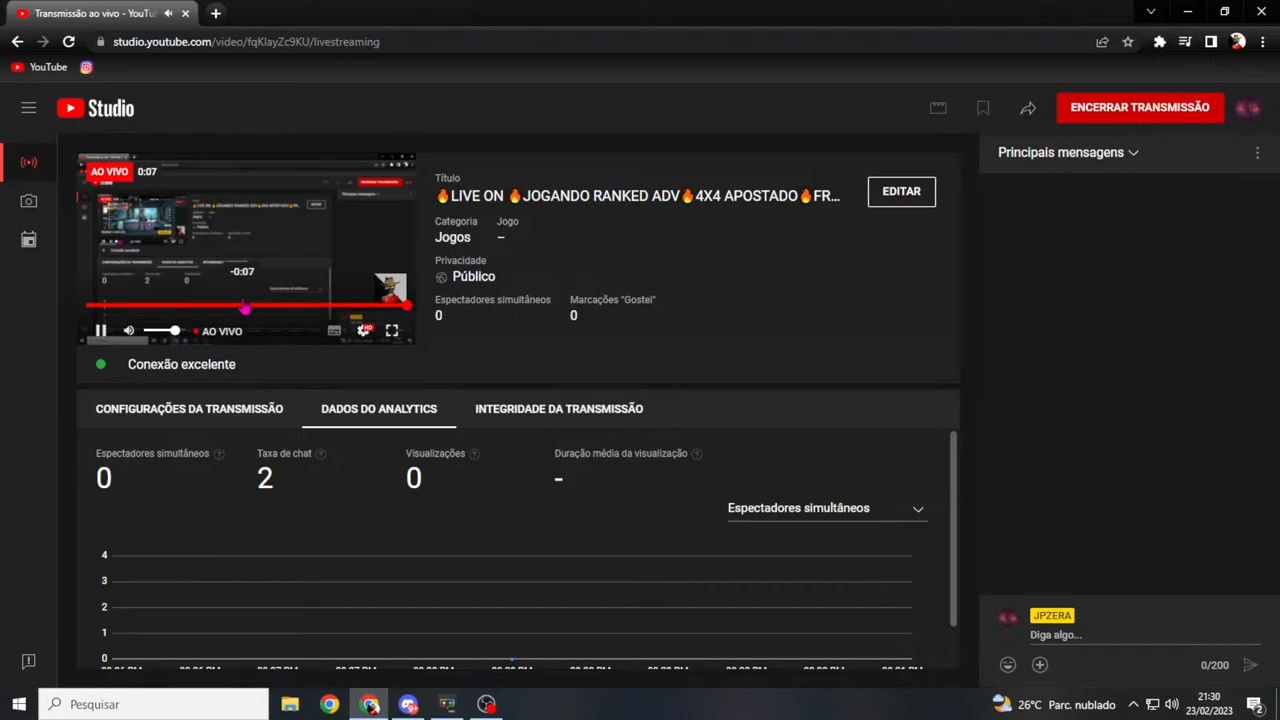 Transmissão ao vivo - YouTu
studio.youtube.com/video/fqKlayZc9KU/livestreaming
YouTube
Studio
ENCERRAR TRANSMISSÃO
AO VIVO 0:07
-0:07
AO VIVO
HD
Título
🔥LIVE ON 🔥JOGANDO RANKED ADV🔥4X4 APOSTADO🔥FR...
EDITAR
Categoria Jogo
Jogos –
Privacidade
Público
Espectadores simultâneos Marcações "Gostei"
0 0
Principais mensagens
Conexão excelente
CONFIGURAÇÕES DA TRANSMISSÃO DADOS DO ANALYTICS INTEGRIDADE DA TRANSMISSÃO
Espectadores simultâneos Taxa de chat Visualizações Duração média da visualização
0 2 0 -
Espectadores simultâneos
4
3
2
1
0
JPZERA
Diga algo...
0/200
Pesquisar
26°C Parc. nublado
21:30
23/02/2023
2